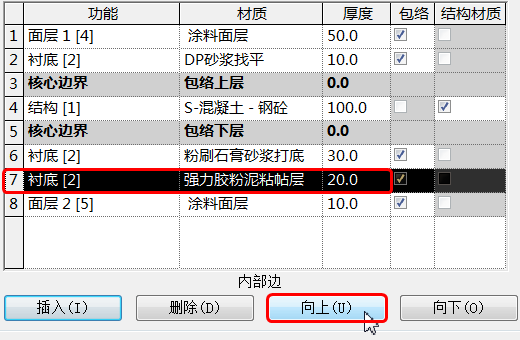 功能 材质 厚度 包络 结构材质
1 面层 1 [4] 涂料面层 50.0
2 衬底 [2] DP砂浆找平 10.0
3 核心边界 包络上层 0.0
4 结构 [1] S-混凝土 - 钢砼 100.0
5 核心边界 包络下层 0.0
6 衬底 [2] 粉刷石膏砂浆打底 30.0
7 衬底 [2] 强力胶粉泥粘帖层 20.0
8 面层 2 [5] 涂料面层 10.0
内部边
插入(I) 删除(D) 向上(U) 向下(O)